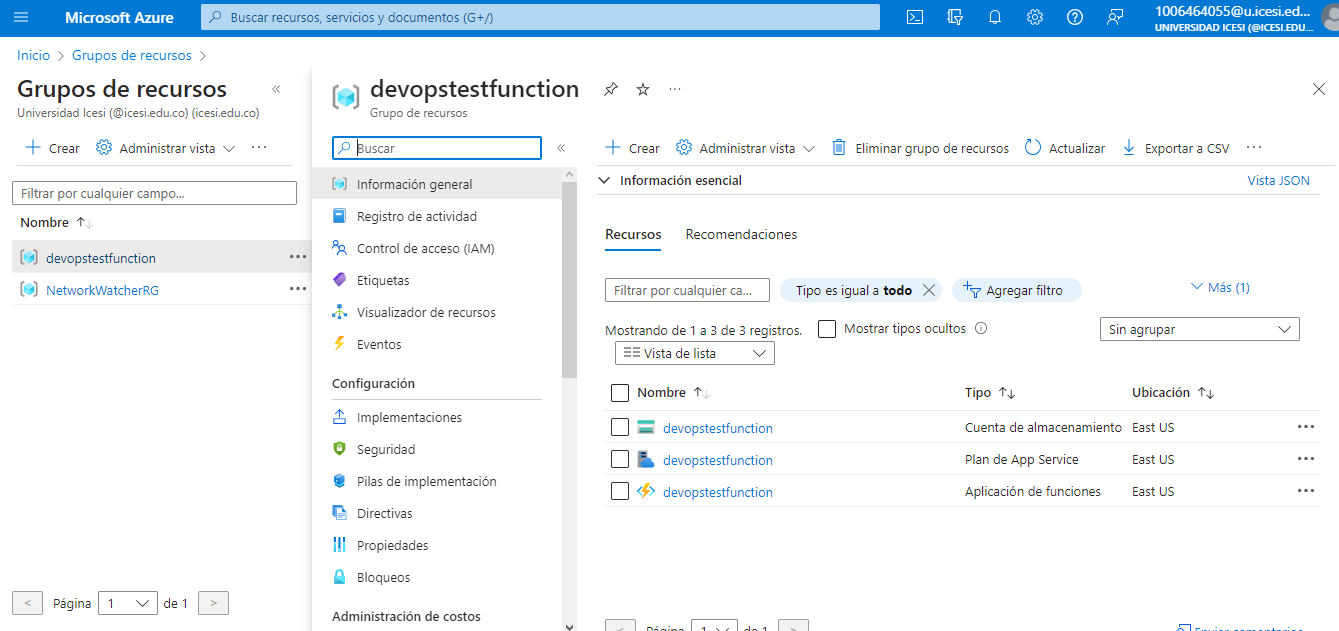 Microsoft Azure
Buscar recursos, servicios y documentos (G+/)
1006464055@u.icesi.ed...
UNIVERSIDAD ICESI (@ICESI.EDU...
Inicio > Grupos de recursos >
Grupos de recursos «
Universidad Icesi (@icesi.edu.co) (icesi.edu.co)
+ Crear Administrar vista ...
Filtrar por cualquier campo...
Nombre ↑↓
devopstestfunction ...
NetworkWatcherRG ...
< Página 1 de 1 >
devopstestfunction ...
Grupo de recursos
Buscar «
Información general
Registro de actividad
Control de acceso (IAM)
Etiquetas
Visualizador de recursos
Eventos
Configuración
Implementaciones
Seguridad
Pilas de implementación
Directivas
Propiedades
Bloqueos
Administración de costos
+ Crear Administrar vista Eliminar grupo de recursos Actualizar Exportar a CSV ...
Información esencial Vista JSON
Recursos Recomendaciones
Filtrar por cualquier ca... Tipo es igual a todo Agregar filtro Más (1)
Mostrando de 1 a 3 de 3 registros. Mostrar tipos ocultos Sin agrupar
Vista de lista
Nombre ↑↓ Tipo ↑↓ Ubicación ↑↓
devopstestfunction Cuenta de almacenamiento East US ...
devopstestfunction Plan de App Service East US ...
devopstestfunction Aplicación de funciones East US ...
< Página 1 de 1 > Enviar comentarios